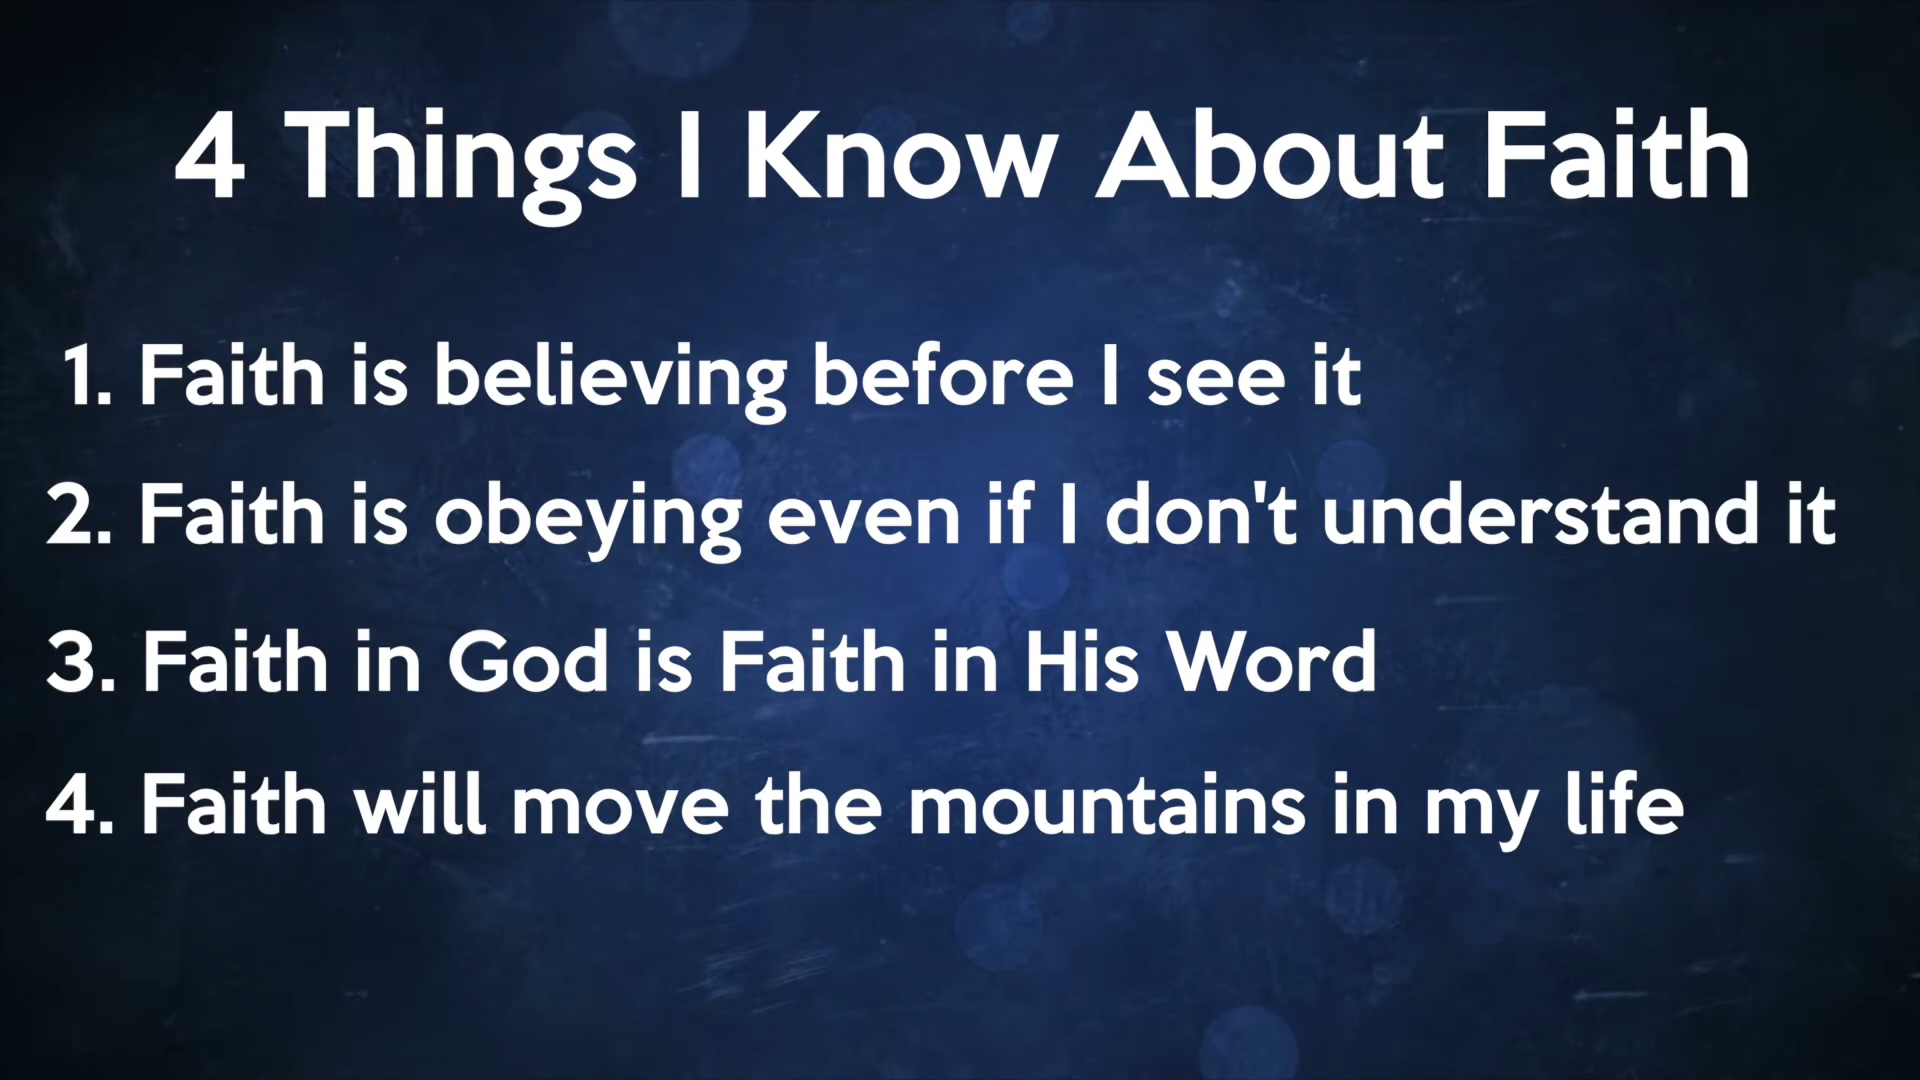 4 Things I Know About Faith
1. Faith is believing before I see it
2. Faith is obeying even if I don't understand it
3. Faith in God is Faith in His Word
4. Faith will move the mountains in my life